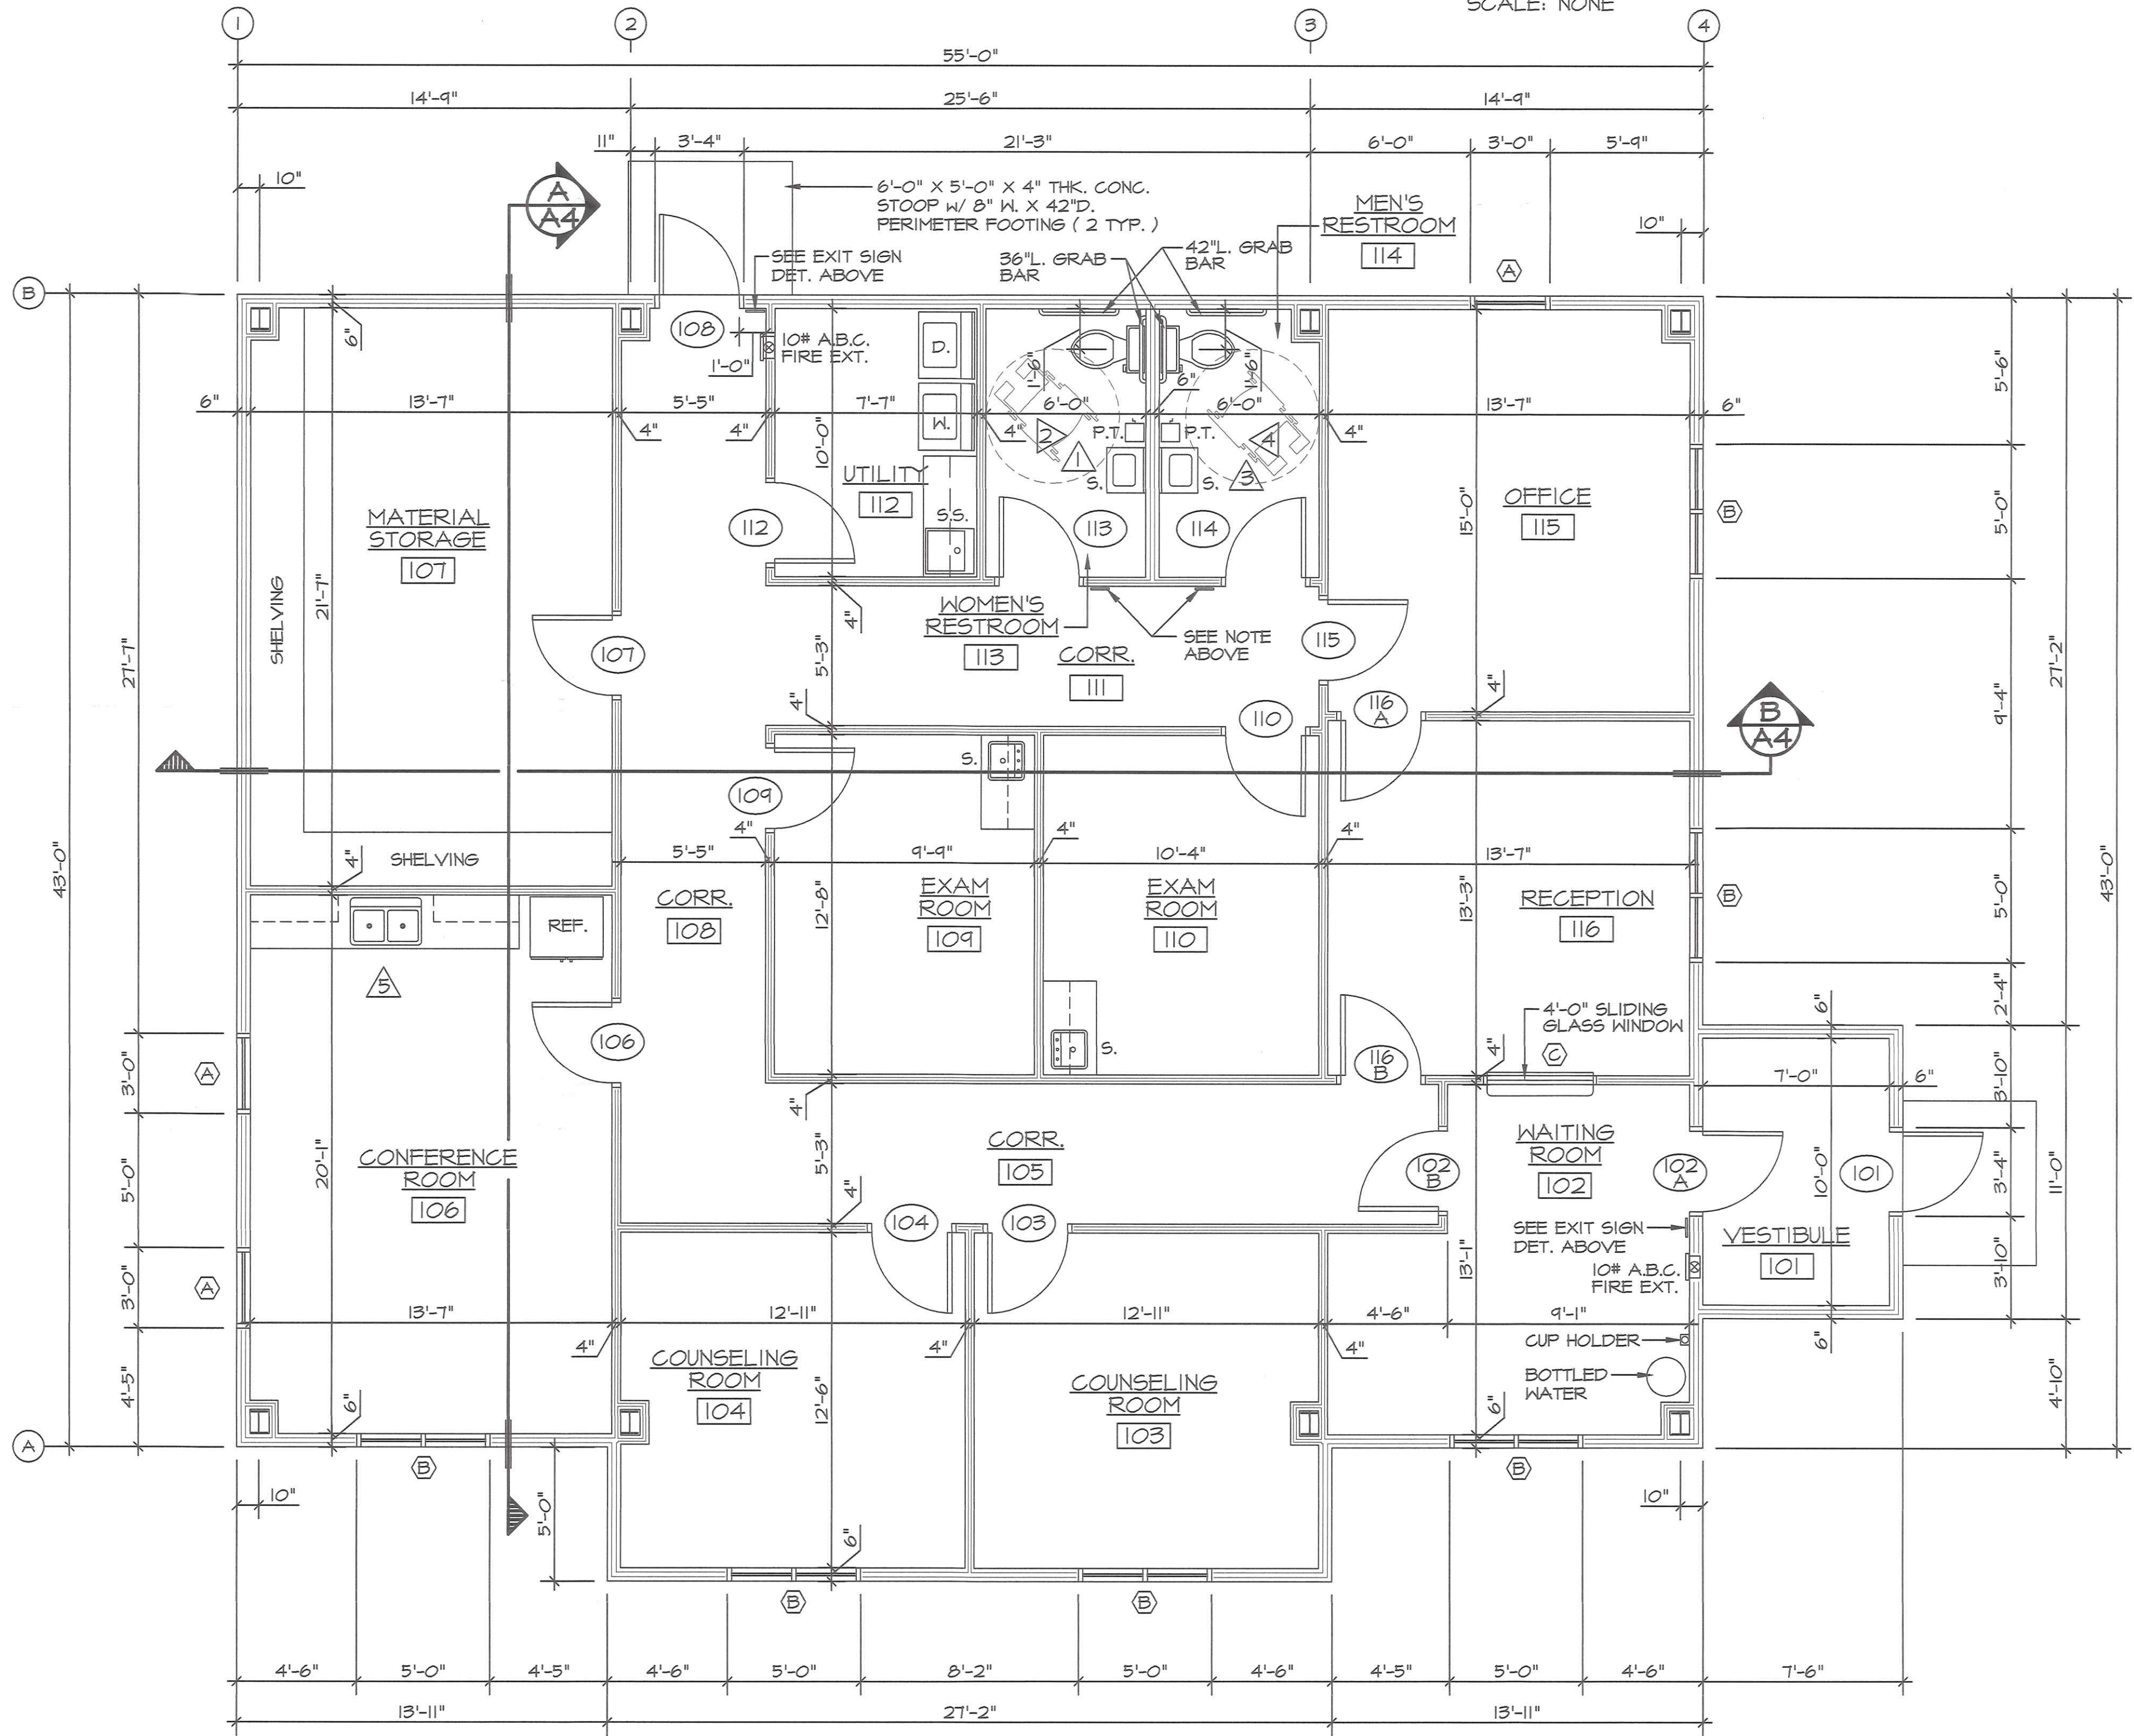 SCALE: NONE
1
2
3
4
55'-0"
14'-9"
25'-6"
14'-9"
11"
3'-4"
21'-3"
6'-0"
3'-0"
5'-9"
10"
A
A4
6'-0" X 5'-0" X 4" THK. CONC.
STOOP W/ 8" W. X 42"D.
PERIMETER FOOTING ( 2 TYP. )
MEN'S
RESTROOM
114
10"
SEE EXIT SIGN
DET. ABOVE
36"L. GRAB
BAR
42"L. GRAB
BAR
A
B
6"
108
1'-0"
10# A.B.C.
FIRE EXT.
D.
1'-6"
1'-6"
6"
5'-6"
6"
13'-7"
4"
5'-5"
4"
7'-7"
4"
6'-0"
6'-0"
4"
13'-7"
6"
10'-0"
W.
2
P.T.
P.T.
4
1
3
S.
S.
UTILITY
112
S.S.
112
113
114
15'-0"
OFFICE
115
B
5'-0"
MATERIAL
STORAGE
107
SHELVING
21'-7"
27'-7"
107
4"
5'-3"
4"
WOMEN'S
RESTROOM
113
CORR.
111
SEE NOTE
ABOVE
115
110
116
A
4"
9'-4"
27'-2"
B
A4
S.
109
4"
4"
4"
43'-0"
43'-0"
4"
SHELVING
5'-5"
9'-9"
10'-4"
13'-7"
CORR.
108
12'-8"
EXAM
ROOM
109
EXAM
ROOM
110
13'-3"
RECEPTION
116
B
5'-0"
REF.
5
106
S.
116
B
4'-0" SLIDING
GLASS WINDOW
C
4"
2'-4"
6"
A
3'-0"
4"
7'-0"
6"
3'-10"
5'-0"
20'-1"
CONFERENCE
ROOM
106
5'-3"
4"
CORR.
105
102
B
WAITING
ROOM
102
102
A
10'-0"
101
3'-4"
11'-0"
104
103
SEE EXIT SIGN
DET. ABOVE
VESTIBULE
101
10# A.B.C.
FIRE EXT.
13'-1"
3'-10"
A
3'-0"
13'-7"
4"
12'-11"
4"
12'-11"
4"
4'-6"
9'-1"
CUP HOLDER
BOTTLED
WATER
6"
4'-5"
COUNSELING
ROOM
104
12'-6"
COUNSELING
ROOM
103
4'-10"
6"
6"
A
B
B
10"
5'-0"
10"
6"
B
B
4'-6"
5'-0"
4'-5"
4'-6"
5'-0"
8'-2"
5'-0"
4'-6"
4'-5"
5'-0"
4'-6"
7'-6"
13'-11"
27'-2"
13'-11"